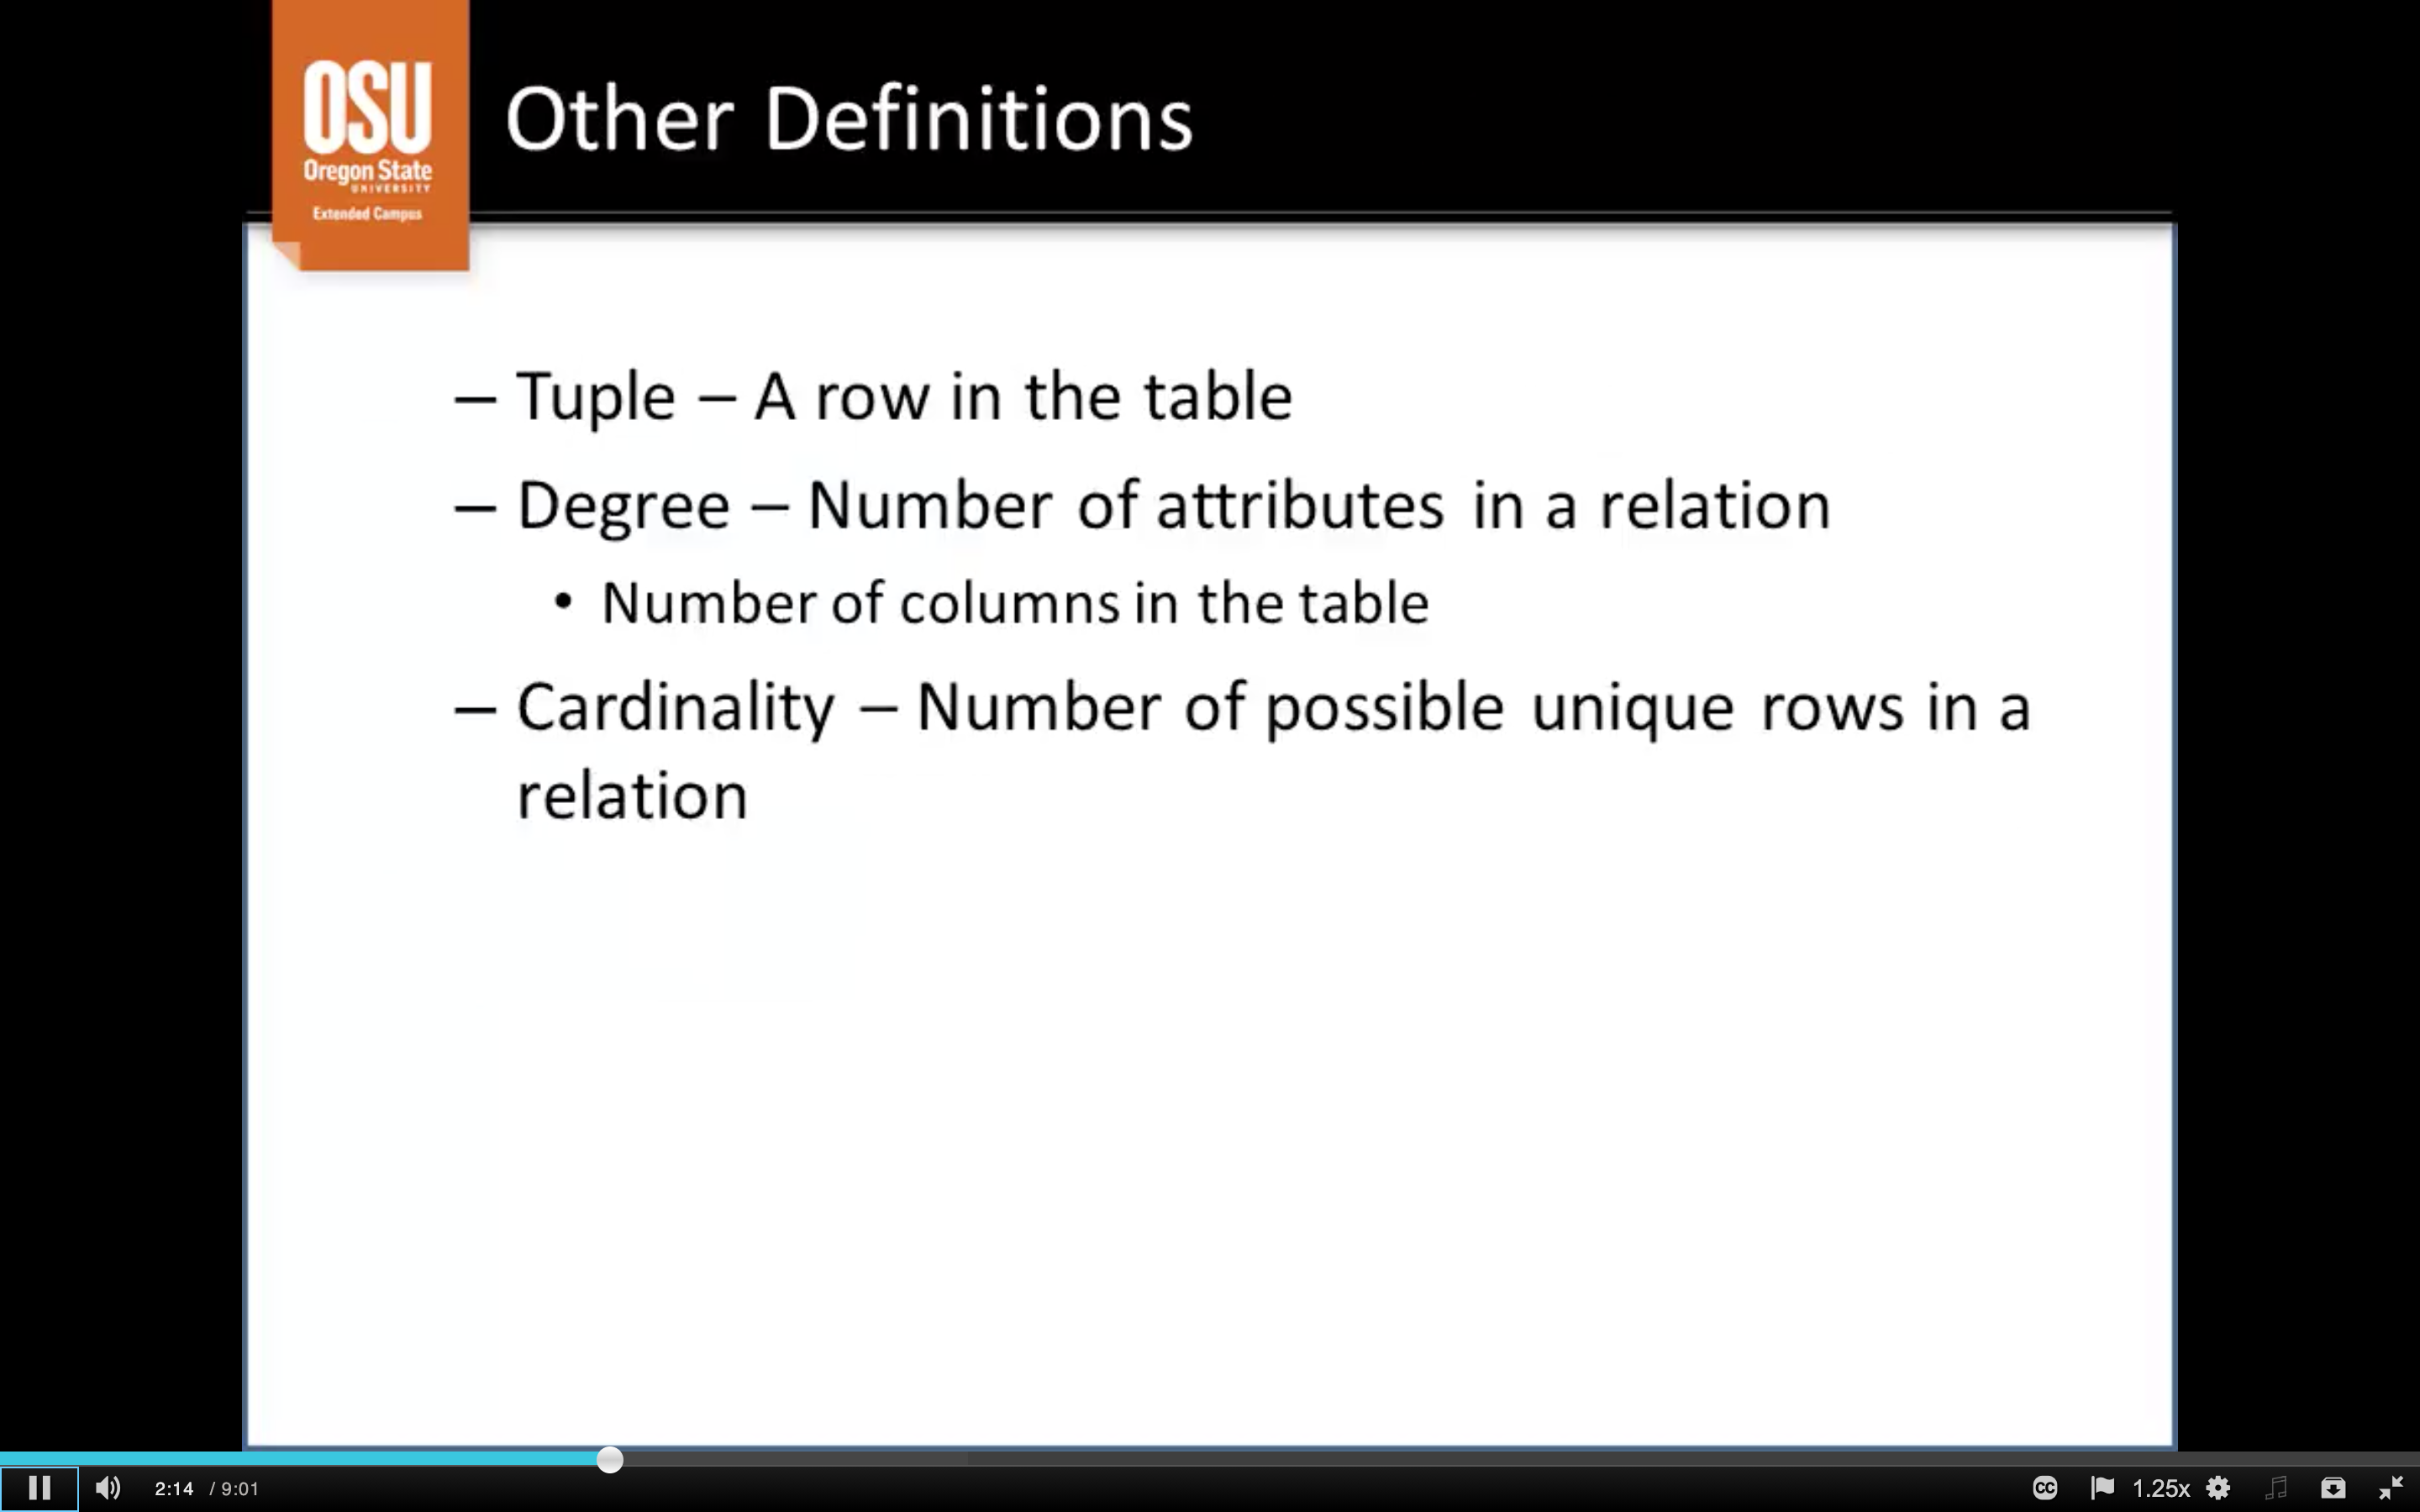 OSU
Oregon State
UNIVERSITY
Extended Campus
Other Definitions
– Tuple – A row in the table
– Degree – Number of attributes in a relation
• Number of columns in the table
– Cardinality – Number of possible unique rows in a
relation
2:14 / 9:01
CC
1.25x